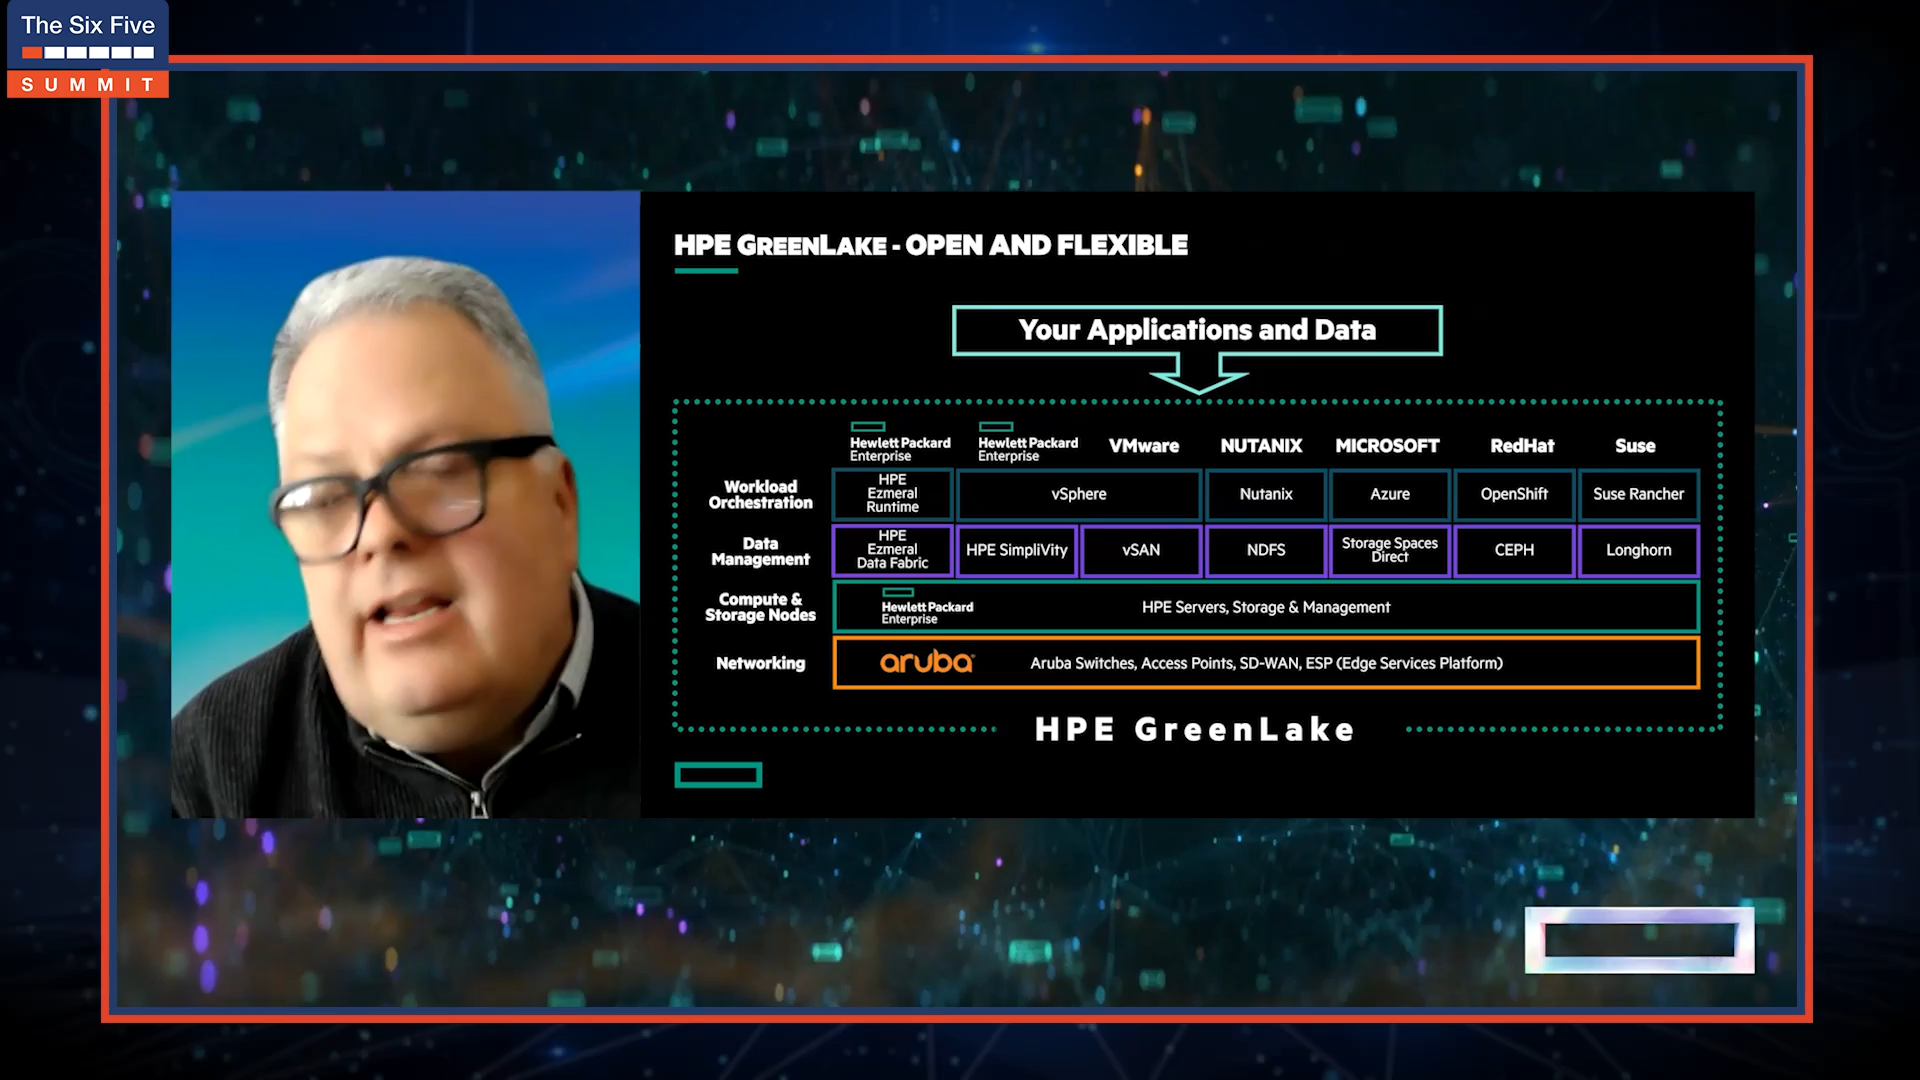 The Six Five
SUMMIT
HPE GREENLAKE - OPEN AND FLEXIBLE
Your Applications and Data
Hewlett Packard
Enterprise
Hewlett Packard
Enterprise
VMware
NUTANIX
MICROSOFT
RedHat
Suse
Workload
Orchestration
HPE
Ezmeral
Runtime
vSphere
Nutanix
Azure
OpenShift
Suse Rancher
Data
Management
HPE
Ezmeral
Data Fabric
HPE SimpliVity
vSAN
NDFS
Storage Spaces
Direct
CEPH
Longhorn
Compute &
Storage Nodes
Hewlett Packard
Enterprise
HPE Servers, Storage & Management
Networking
aruba
Aruba Switches, Access Points, SD-WAN, ESP (Edge Services Platform)
HPE GreenLake